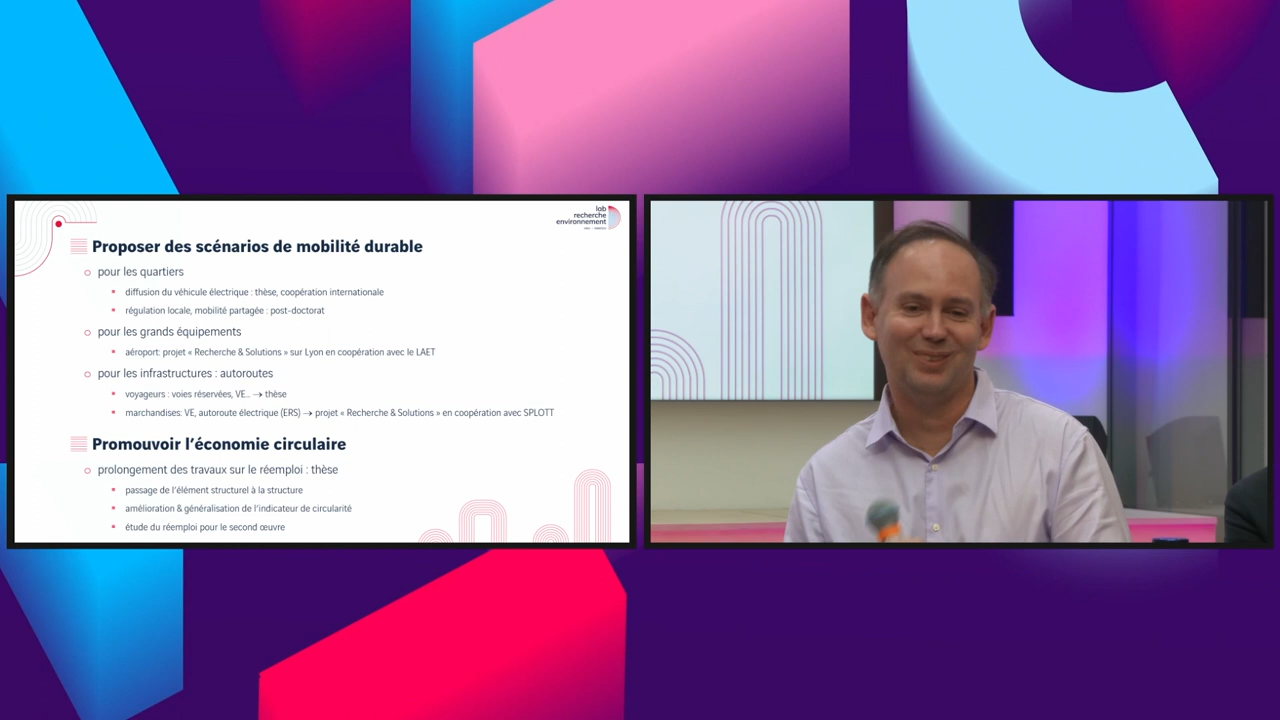 lab
recherche
environnement
Proposer des scénarios de mobilité durable
pour les quartiers
diffusion du véhicule électrique : thèse, coopération internationale
régulation locale, mobilité partagée : post-doctorat
pour les grands équipements
aéroport: projet « Recherche & Solutions » sur Lyon en coopération avec le LAET
pour les infrastructures : autoroutes
voyageurs : voies réservées, VE.. → thèse
marchandises: VE, autoroute électrique (ERS) → projet « Recherche & Solutions » en coopération avec SPLOTT
Promouvoir l'économie circulaire
prolongement des travaux sur le réemploi : thèse
passage de l'élément structurel à la structure
amélioration & généralisation de l'indicateur de circularité
étude du réemploi pour le second œuvre